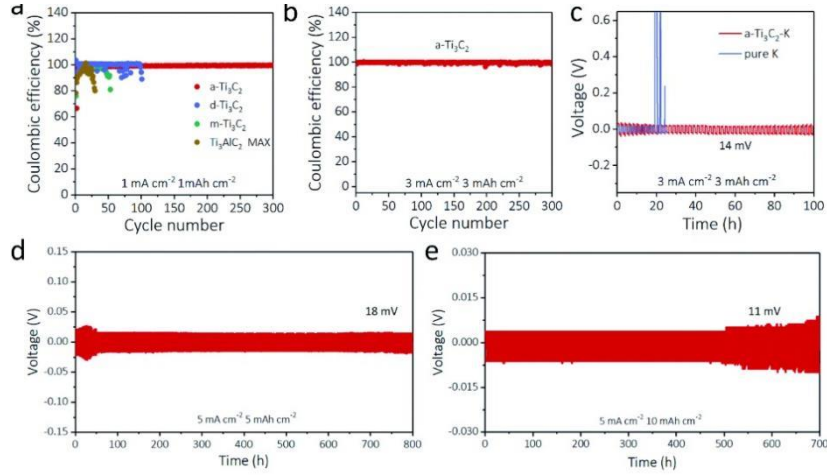 a
Coulombic efficiency (%)
140
120
100
80
60
40
20
0
a-Ti₃C₂
d-Ti₃C₂
m-Ti₃C₂
Ti₃AlC₂ MAX
1 mA cm⁻² 1mAh cm⁻²
0 50 100 150 200 250 300
Cycle number
b
Coulombic efficiency (%)
140
120
100
80
60
40
20
0
a-Ti₃C₂
3 mA cm⁻² 3 mAh cm⁻²
0 25 50 75 100 150 200 250 300
Cycle number
c
Voltage (V)
0.6
0.4
0.2
0.0
-0.2
a-Ti₃C₂-K
pure K
14 mV
3 mA cm⁻² 3 mAh cm⁻²
0 20 40 60 80 100
Time (h)
d
Voltage (V)
0.15
0.10
0.05
0.00
-0.05
-0.10
-0.15
18 mV
5 mA cm⁻² 5 mAh cm⁻²
0 100 200 300 400 500 600 700 800
Time (h)
e
Voltage (V)
0.030
0.015
0.000
-0.015
-0.030
11 mV
5 mA cm⁻² 10 mAh cm⁻²
0 100 200 300 400 500 600 700
Time (h)